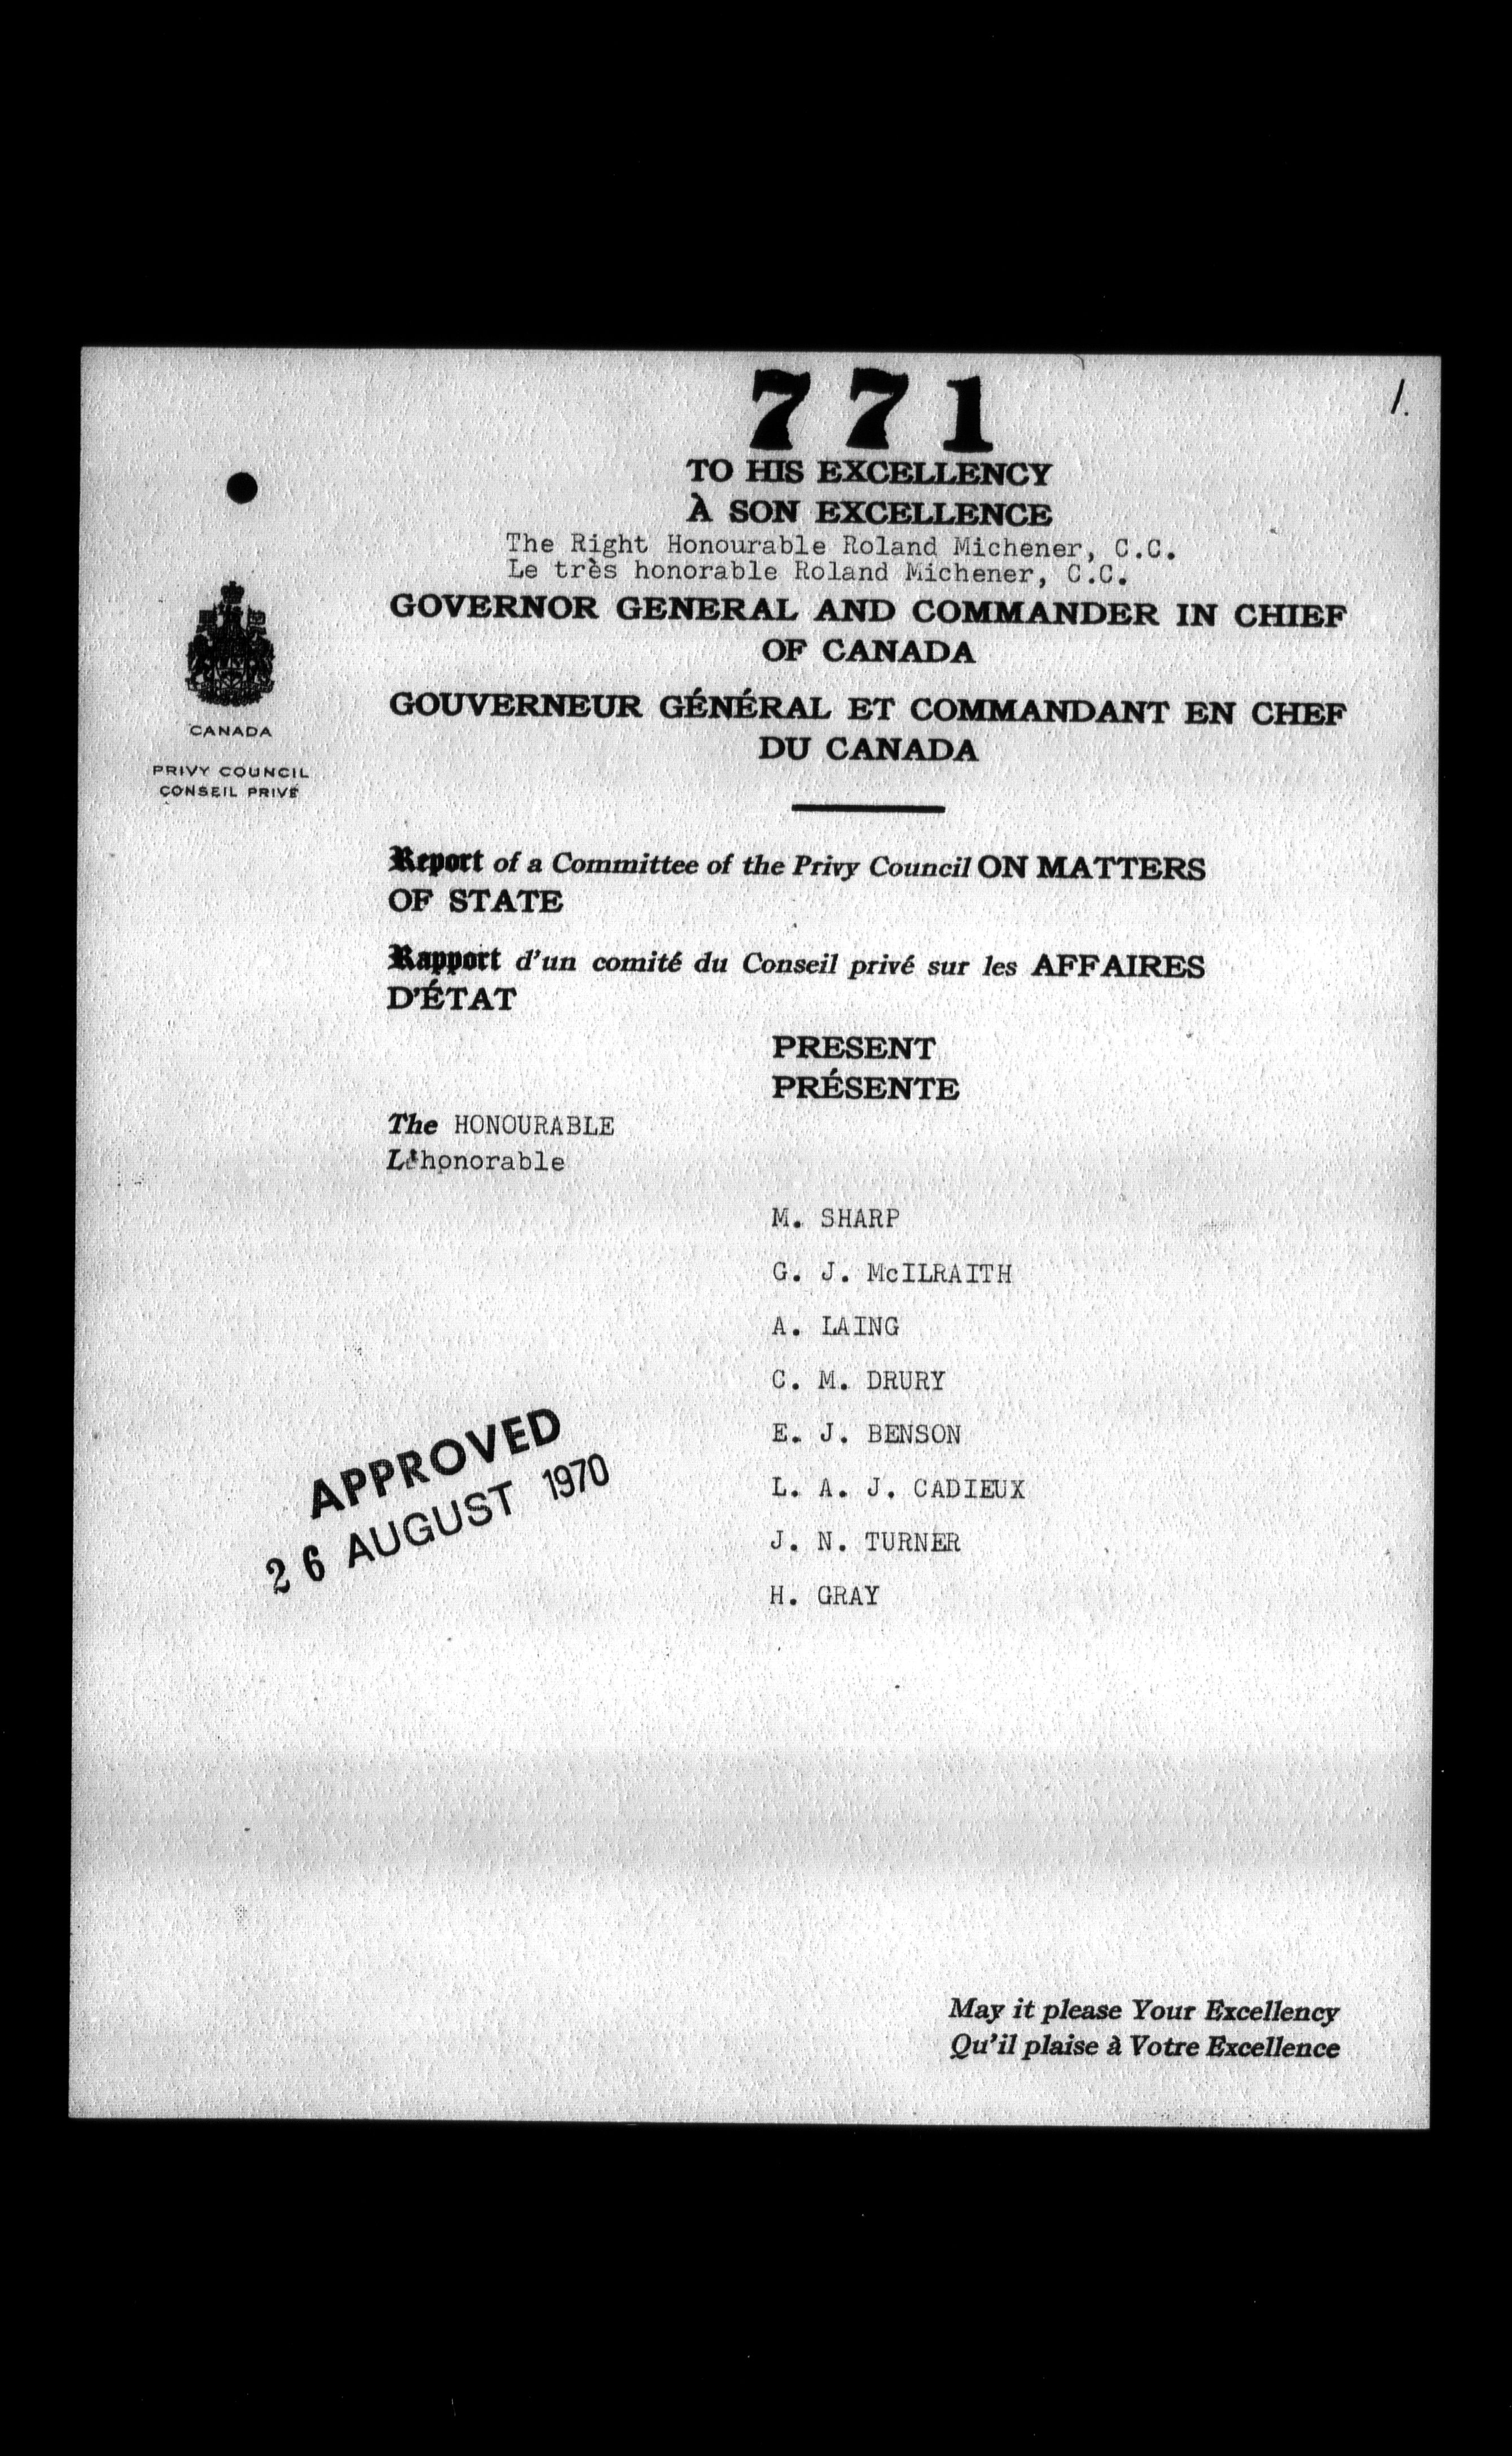 771
1.
TO HIS EXCELLENCY
À SON EXCELLENCE
The Right Honourable Roland Michener, C.C.
Le très honorable Roland Michener, C.C.
GOVERNOR GENERAL AND COMMANDER IN CHIEF
OF CANADA
GOUVERNEUR GÉNÉRAL ET COMMANDANT EN CHEF
DU CANADA
CANADA
PRIVY COUNCIL
CONSEIL PRIVÉ
Report of a Committee of the Privy Council ON MATTERS
OF STATE
Rapport d'un comité du Conseil privé sur les AFFAIRES
D'ÉTAT
PRESENT
PRÉSENTE
The HONOURABLE
L'honorable
M. SHARP
G. J. McILRAITH
A. LAING
C. M. DRURY
E. J. BENSON
L. A. J. CADIEUX
J. N. TURNER
H. GRAY
APPROVED
26 AUGUST 1970
May it please Your Excellency
Qu'il plaise à Votre Excellence